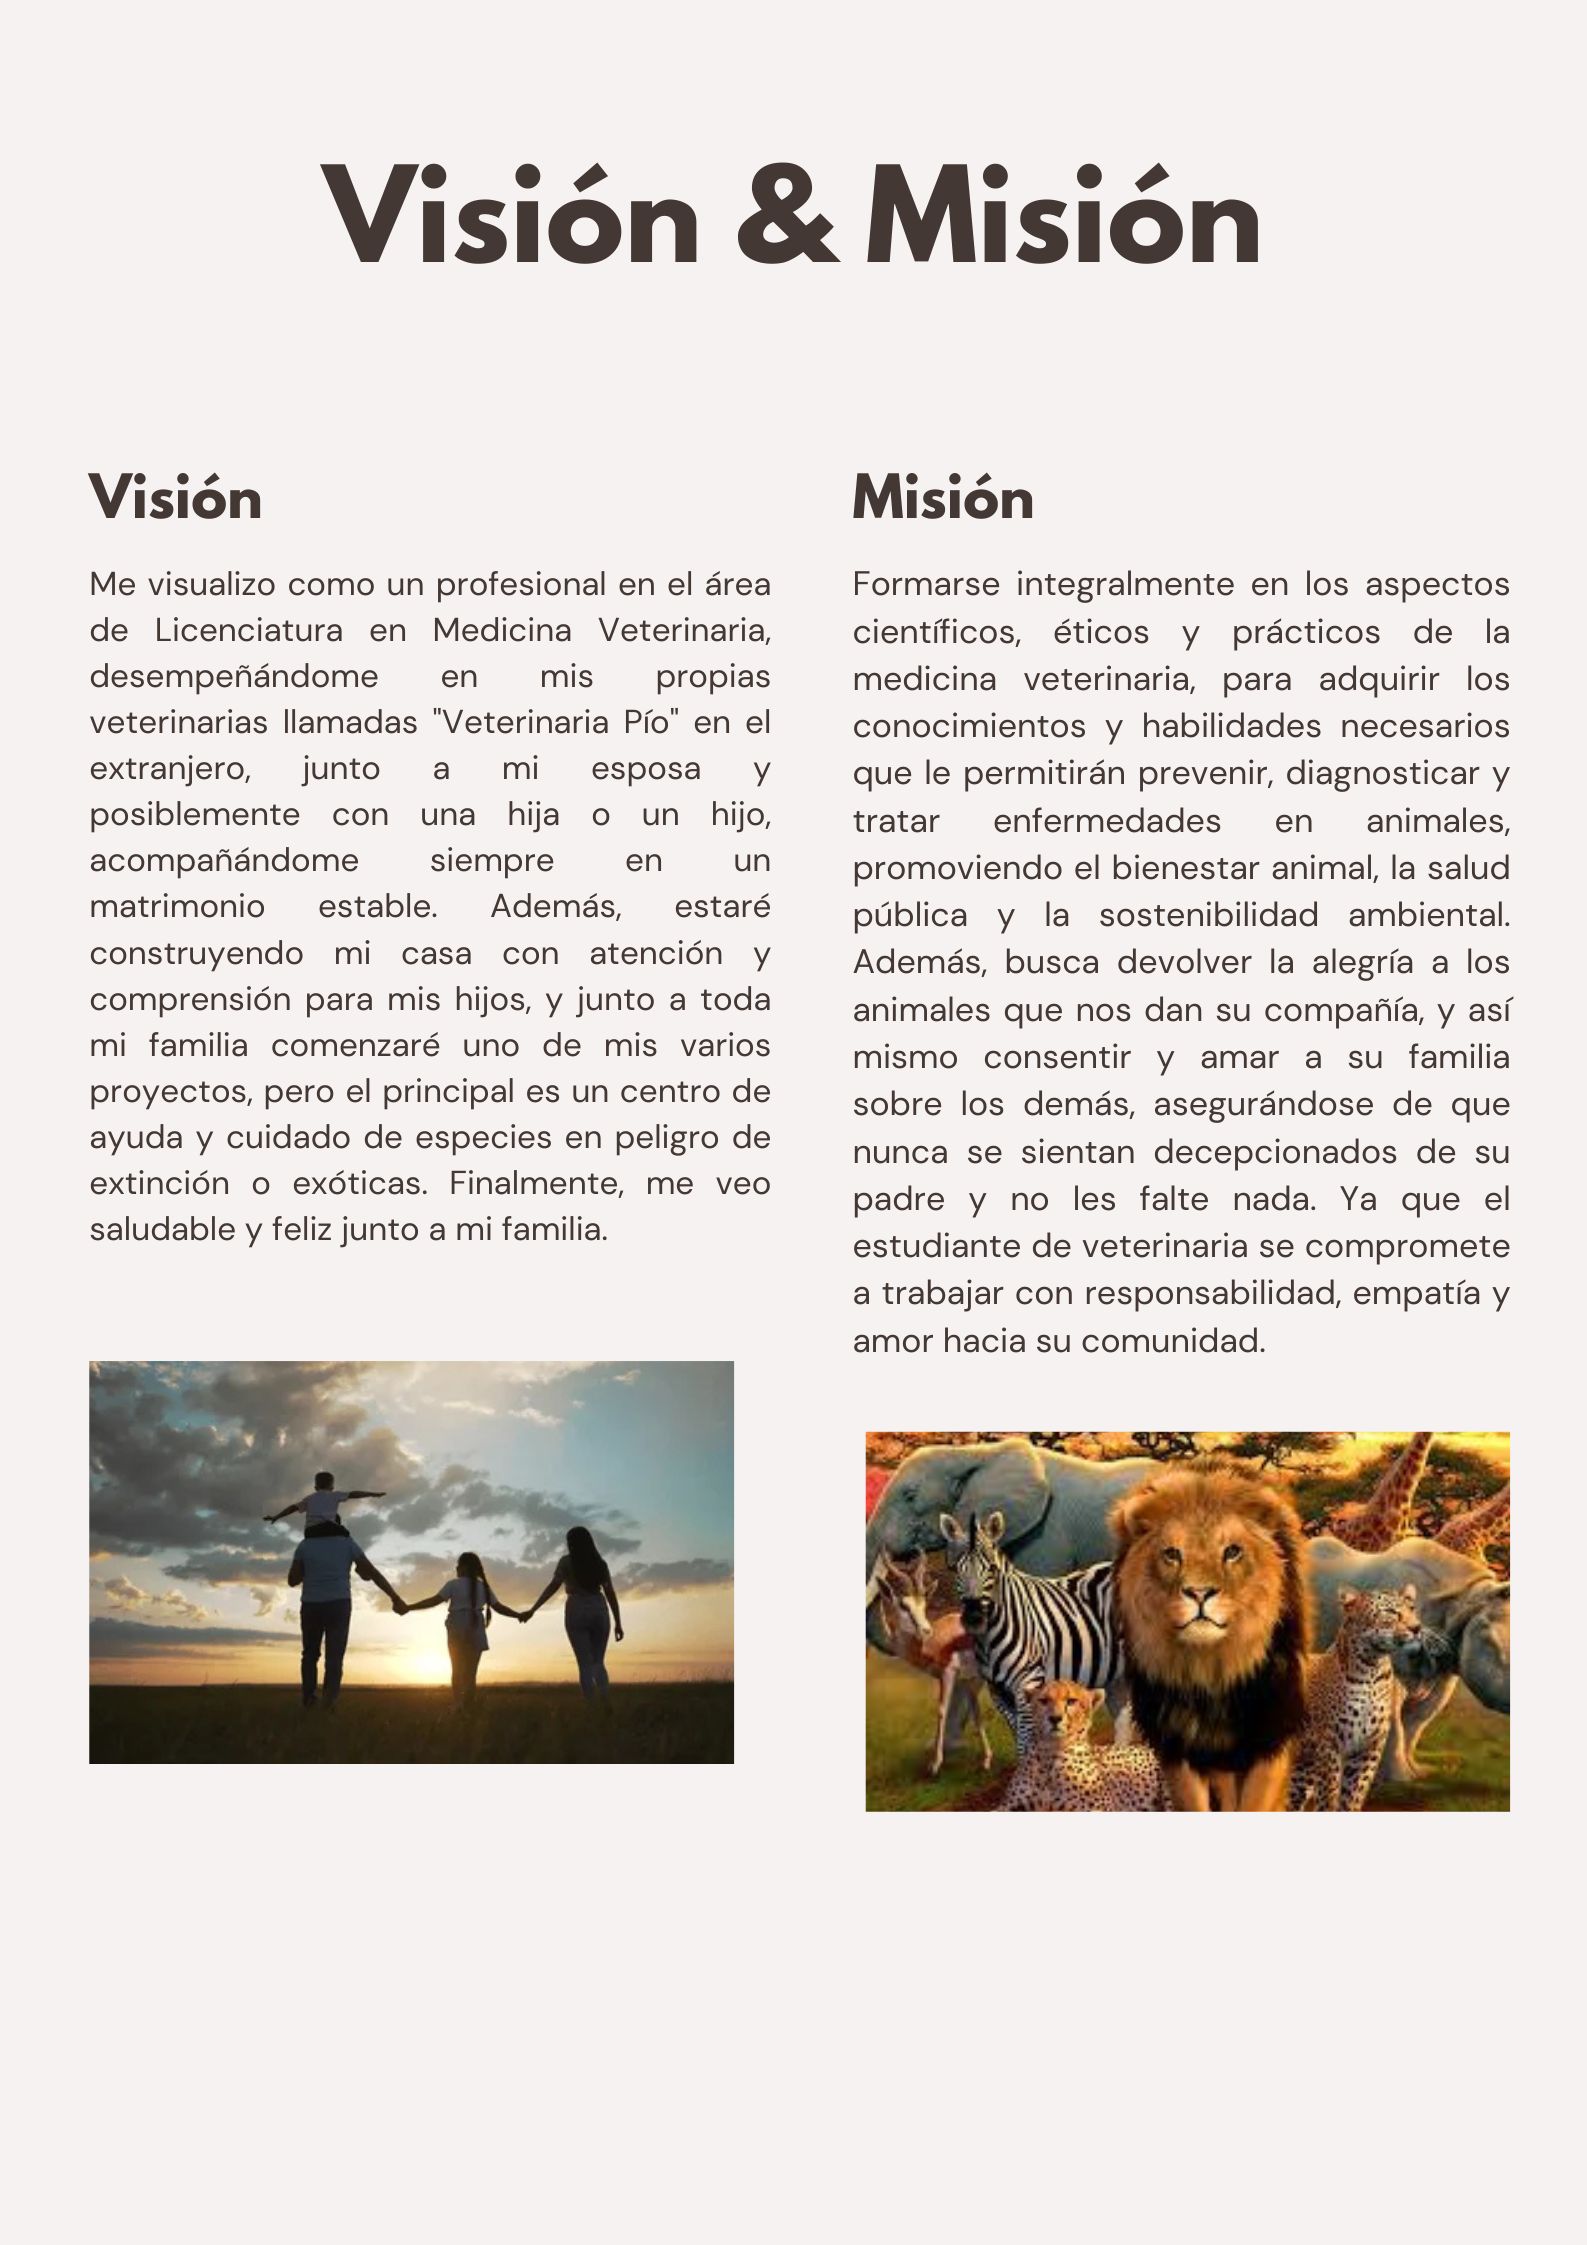 Visión & Misión
Visión
Me visualizo como un profesional en el área
de Licenciatura en Medicina Veterinaria,
desempeñándome en mis propias
veterinarias llamadas "Veterinaria Pío" en el
extranjero, junto a mi esposa y
posiblemente con una hija o un hijo,
acompañándome siempre en un
matrimonio estable. Además, estaré
construyendo mi casa con atención y
comprensión para mis hijos, y junto a toda
mi familia comenzaré uno de mis varios
proyectos, pero el principal es un centro de
ayuda y cuidado de especies en peligro de
extinción o exóticas. Finalmente, me veo
saludable y feliz junto a mi familia.
Misión
Formarse integralmente en los aspectos
científicos, éticos y prácticos de la
medicina veterinaria, para adquirir los
conocimientos y habilidades necesarios
que le permitirán prevenir, diagnosticar y
tratar enfermedades en animales,
promoviendo el bienestar animal, la salud
pública y la sostenibilidad ambiental.
Además, busca devolver la alegría a los
animales que nos dan su compañía, y así
mismo consentir y amar a su familia
sobre los demás, asegurándose de que
nunca se sientan decepcionados de su
padre y no les falte nada. Ya que el
estudiante de veterinaria se compromete
a trabajar con responsabilidad, empatía y
amor hacia su comunidad.